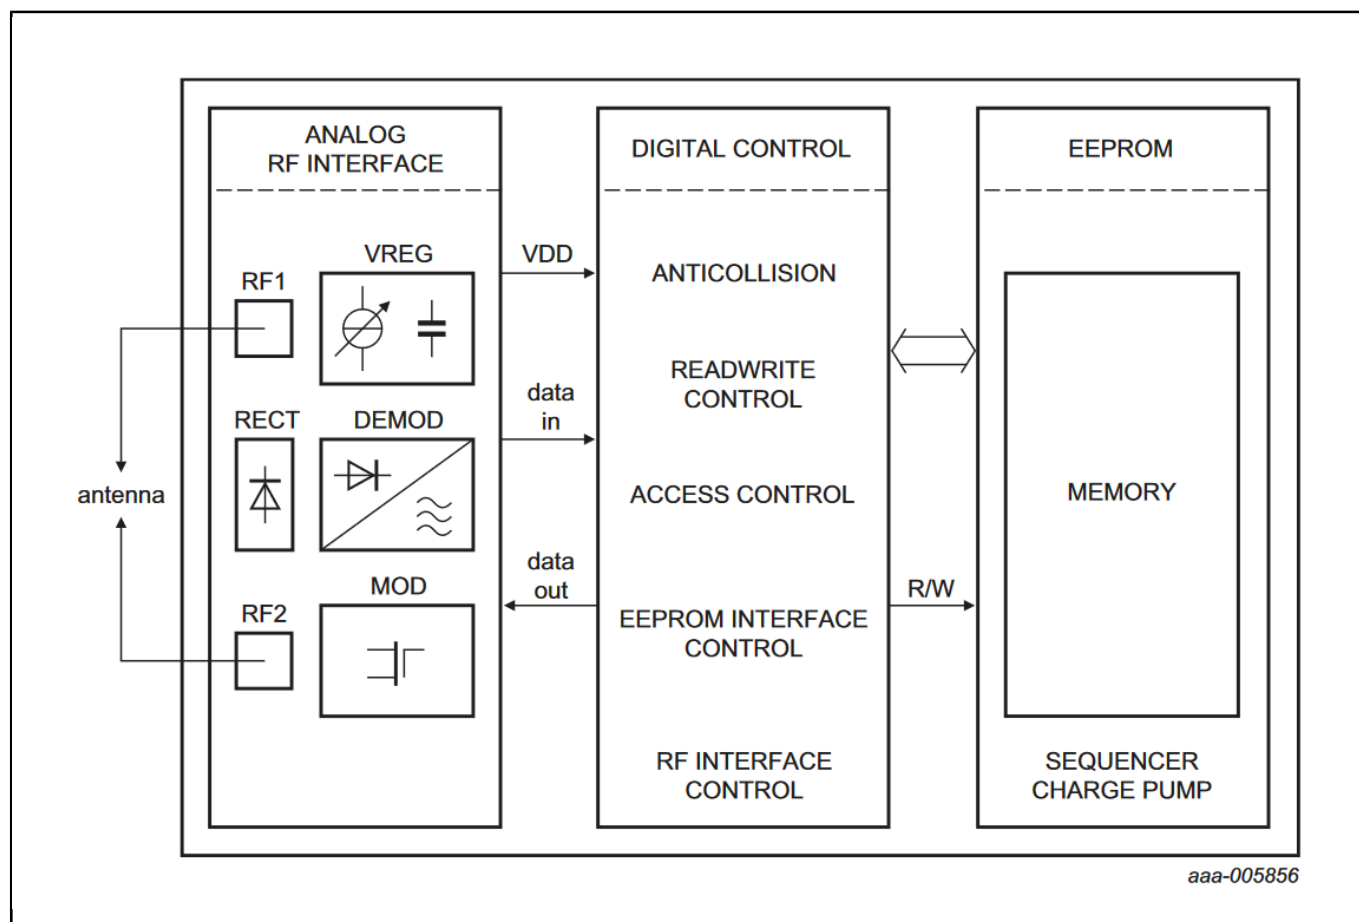 ANALOG
RF INTERFACE
RF1
VREG
RECT
DEMOD
antenna
RF2
MOD
VDD
data
in
data
out
DIGITAL CONTROL
ANTICOLLISION
READWRITE
CONTROL
ACCESS CONTROL
EEPROM INTERFACE
CONTROL
RF INTERFACE
CONTROL
R/W
EEPROM
MEMORY
SEQUENCER
CHARGE PUMP
aaa-005856